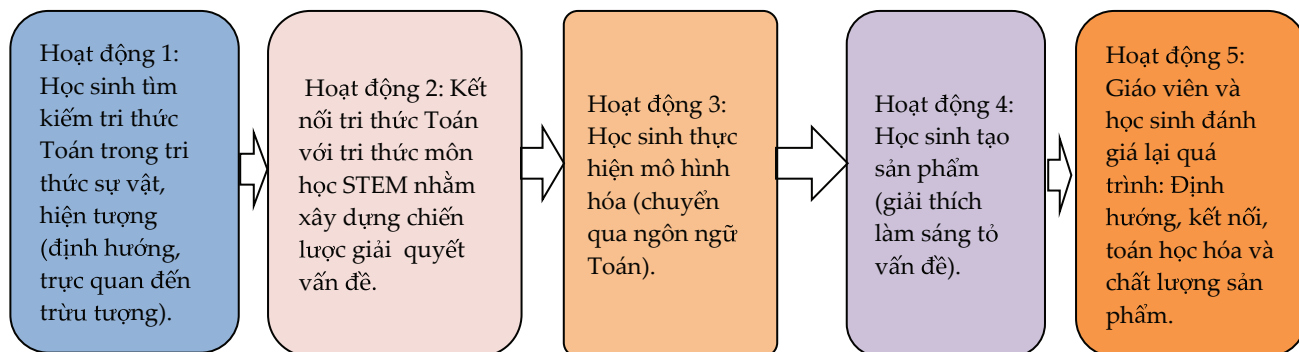 Hoạt động 1:
Học sinh tìm
kiếm tri thức
Toán trong tri
thức sự vật,
hiện tượng
(định hướng,
trực quan đến
trừu tượng).
Hoạt động 2: Kết
nối tri thức Toán
với tri thức môn
học STEM nhằm
xây dựng chiến
lược giải quyết
vấn đề.
Hoạt động 3:
Học sinh thực
hiện mô hình
hóa (chuyển
qua ngôn ngữ
Toán).
Hoạt động 4:
Học sinh tạo
sản phẩm
(giải thích
làm sáng tỏ
vấn đề).
Hoạt động 5:
Giáo viên và
học sinh đánh
giá lại quá
trình: Định
hướng, kết nối,
toán học hóa và
chất lượng sản
phẩm.